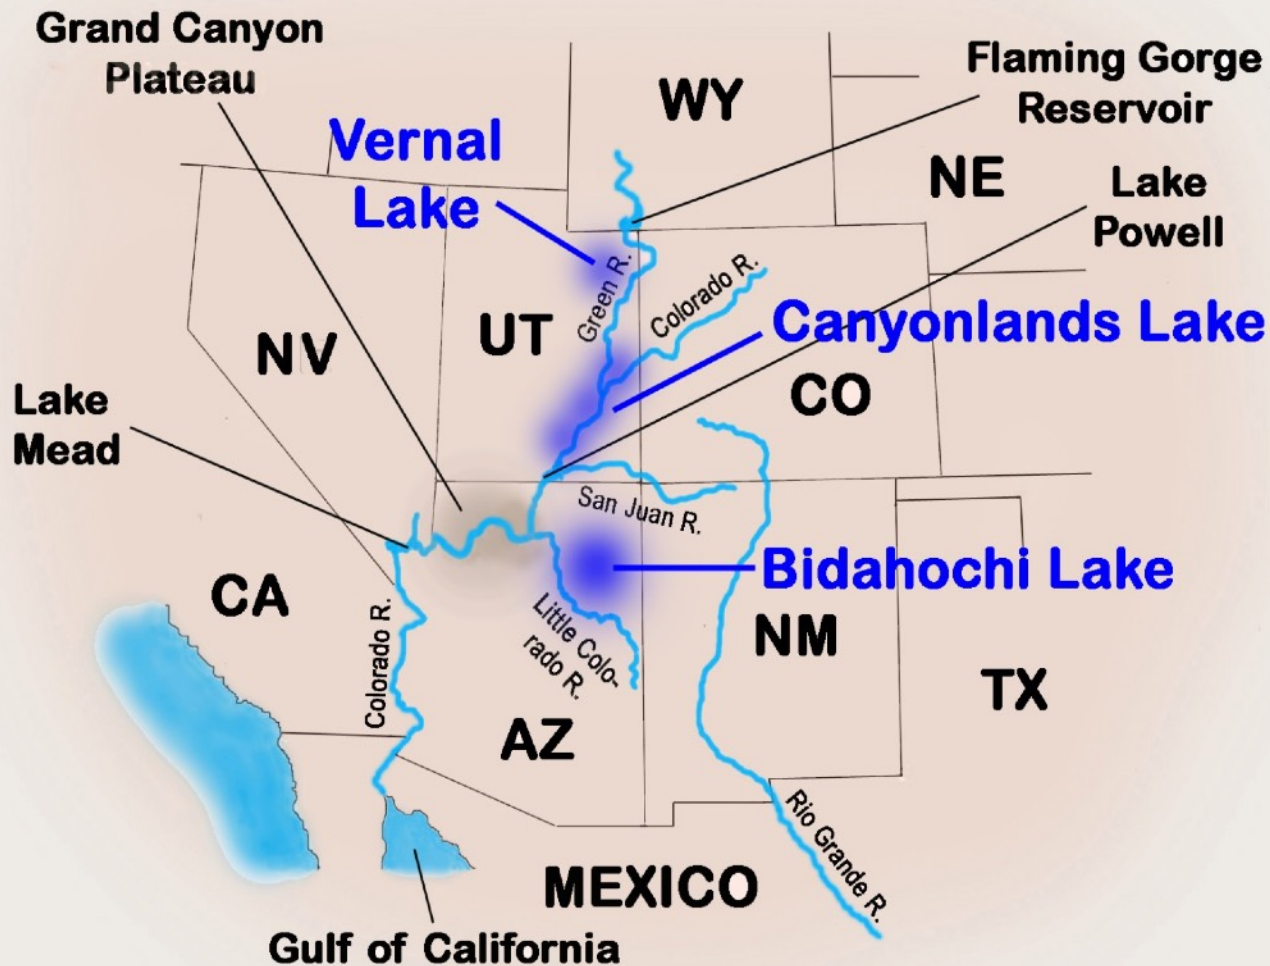 Grand Canyon
Plateau
Flaming Gorge
Reservoir
WY
Vernal
Lake
NE
Lake
Powell
Green R.
Colorado R.
Canyonlands Lake
NV
UT
CO
Lake
Mead
San Juan R.
Bidahochi Lake
CA
Colorado R.
Little Colo-
rado R.
NM
TX
AZ
Rio Grande R.
MEXICO
Gulf of California